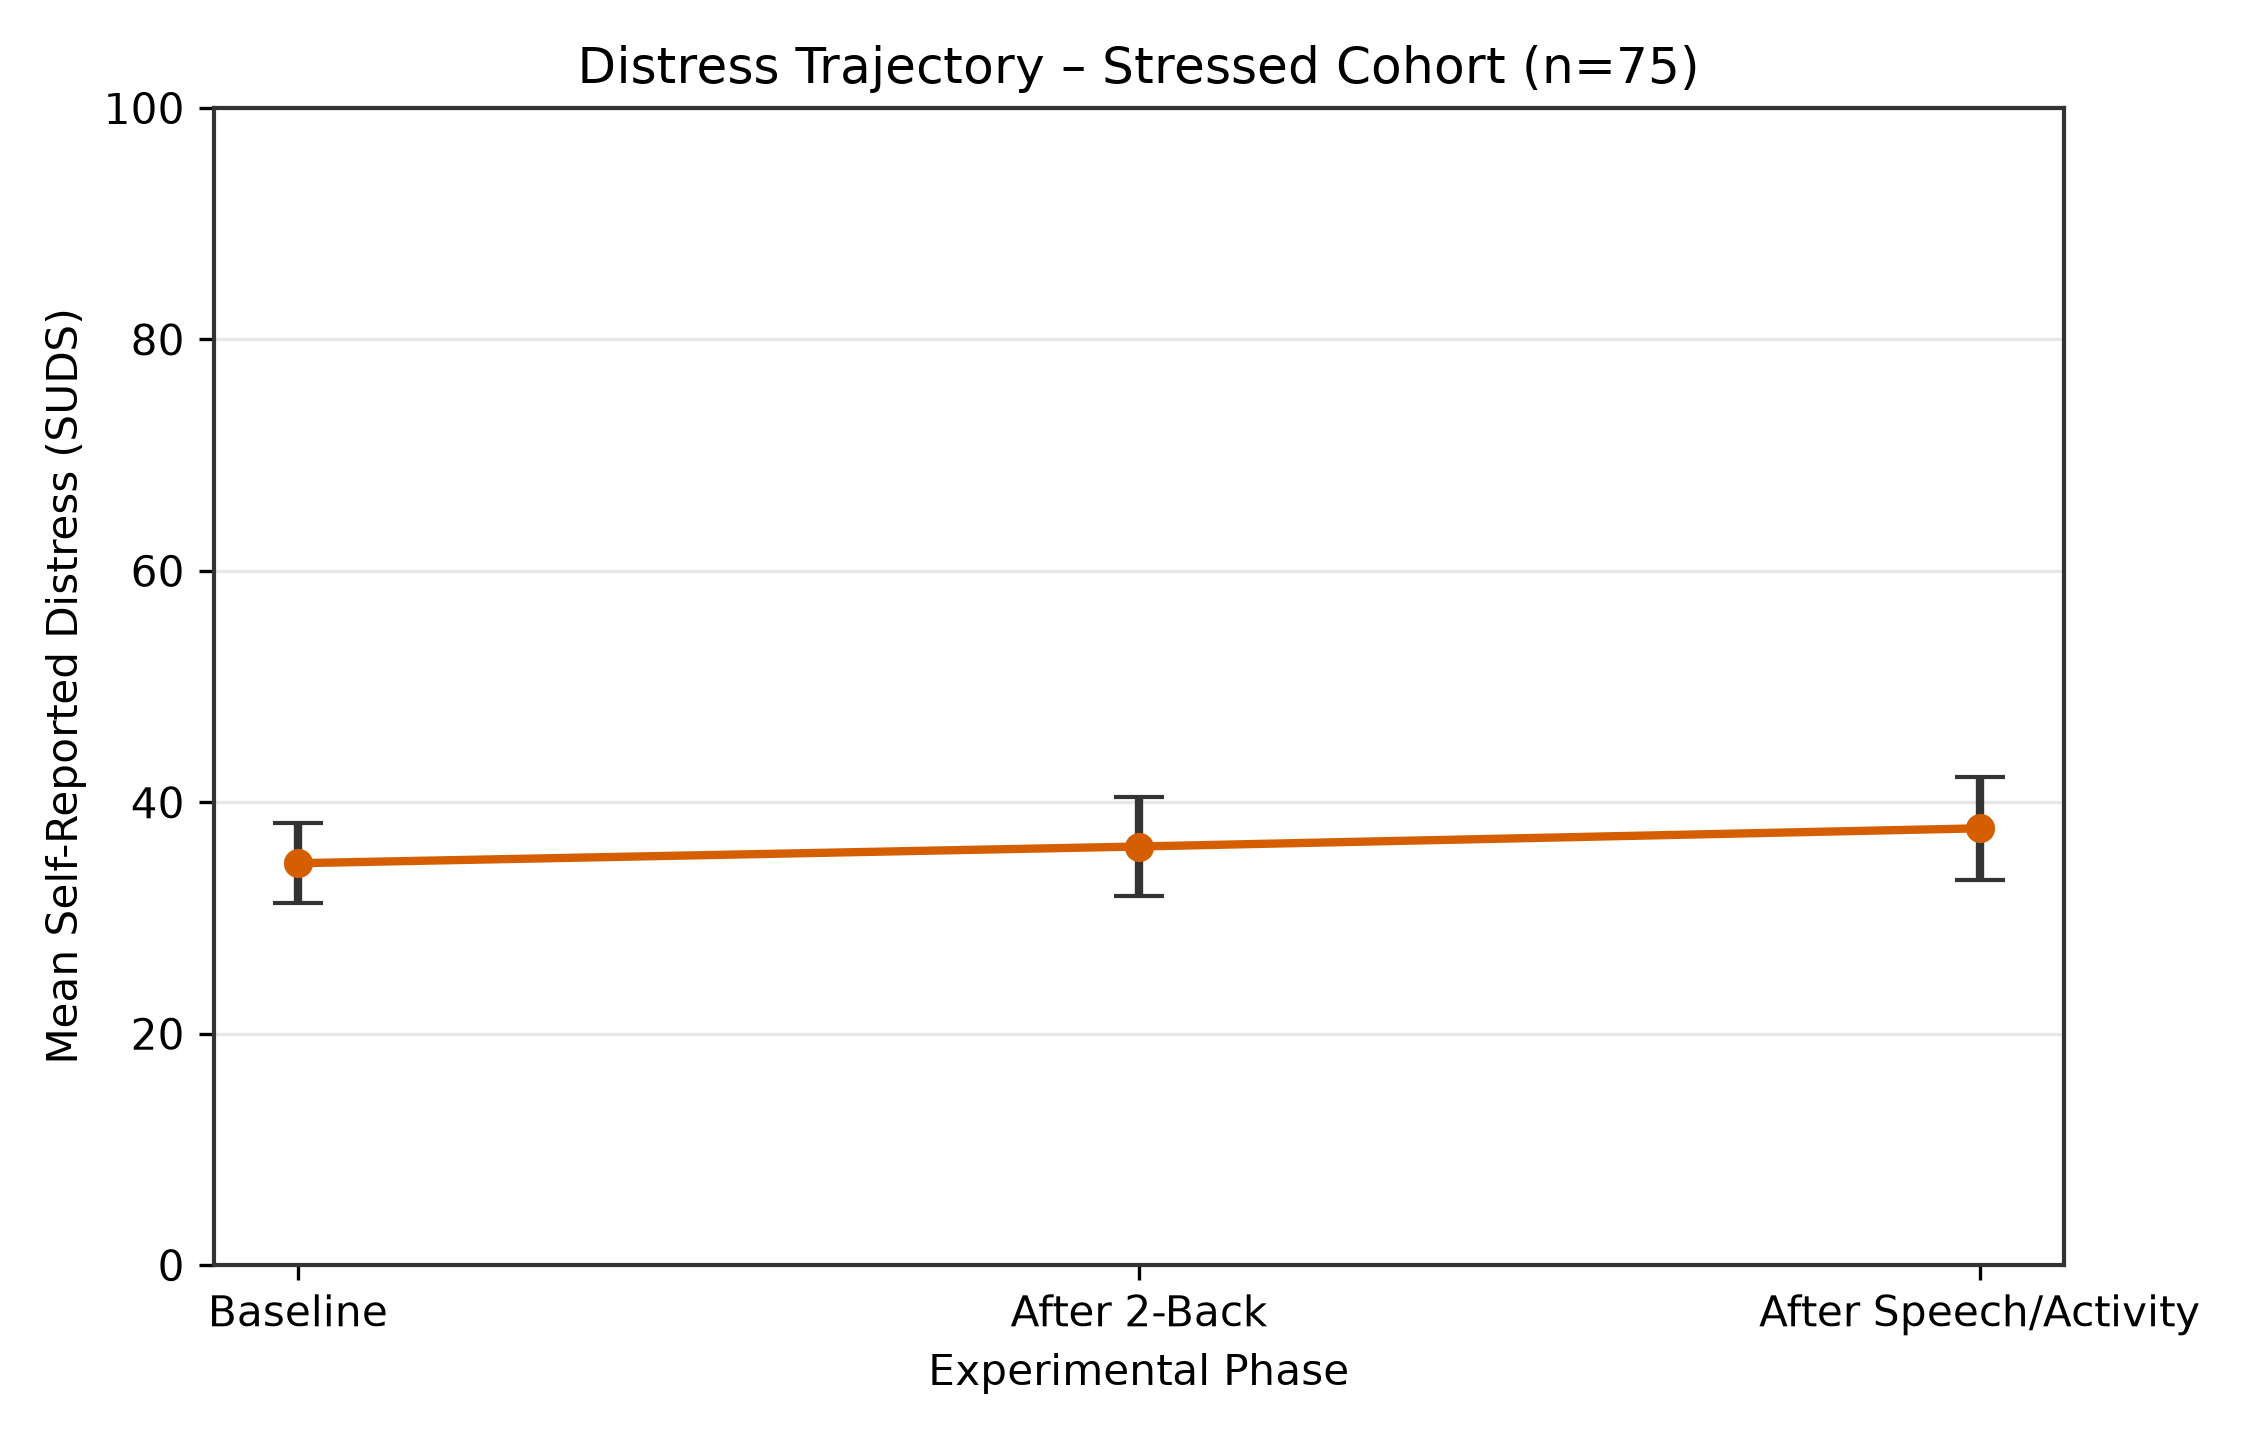 Distress Trajectory – Stressed Cohort (n=75)
Mean Self-Reported Distress (SUDS)
100
80
60
40
20
0
Baseline
After 2-Back
After Speech/Activity
Experimental Phase